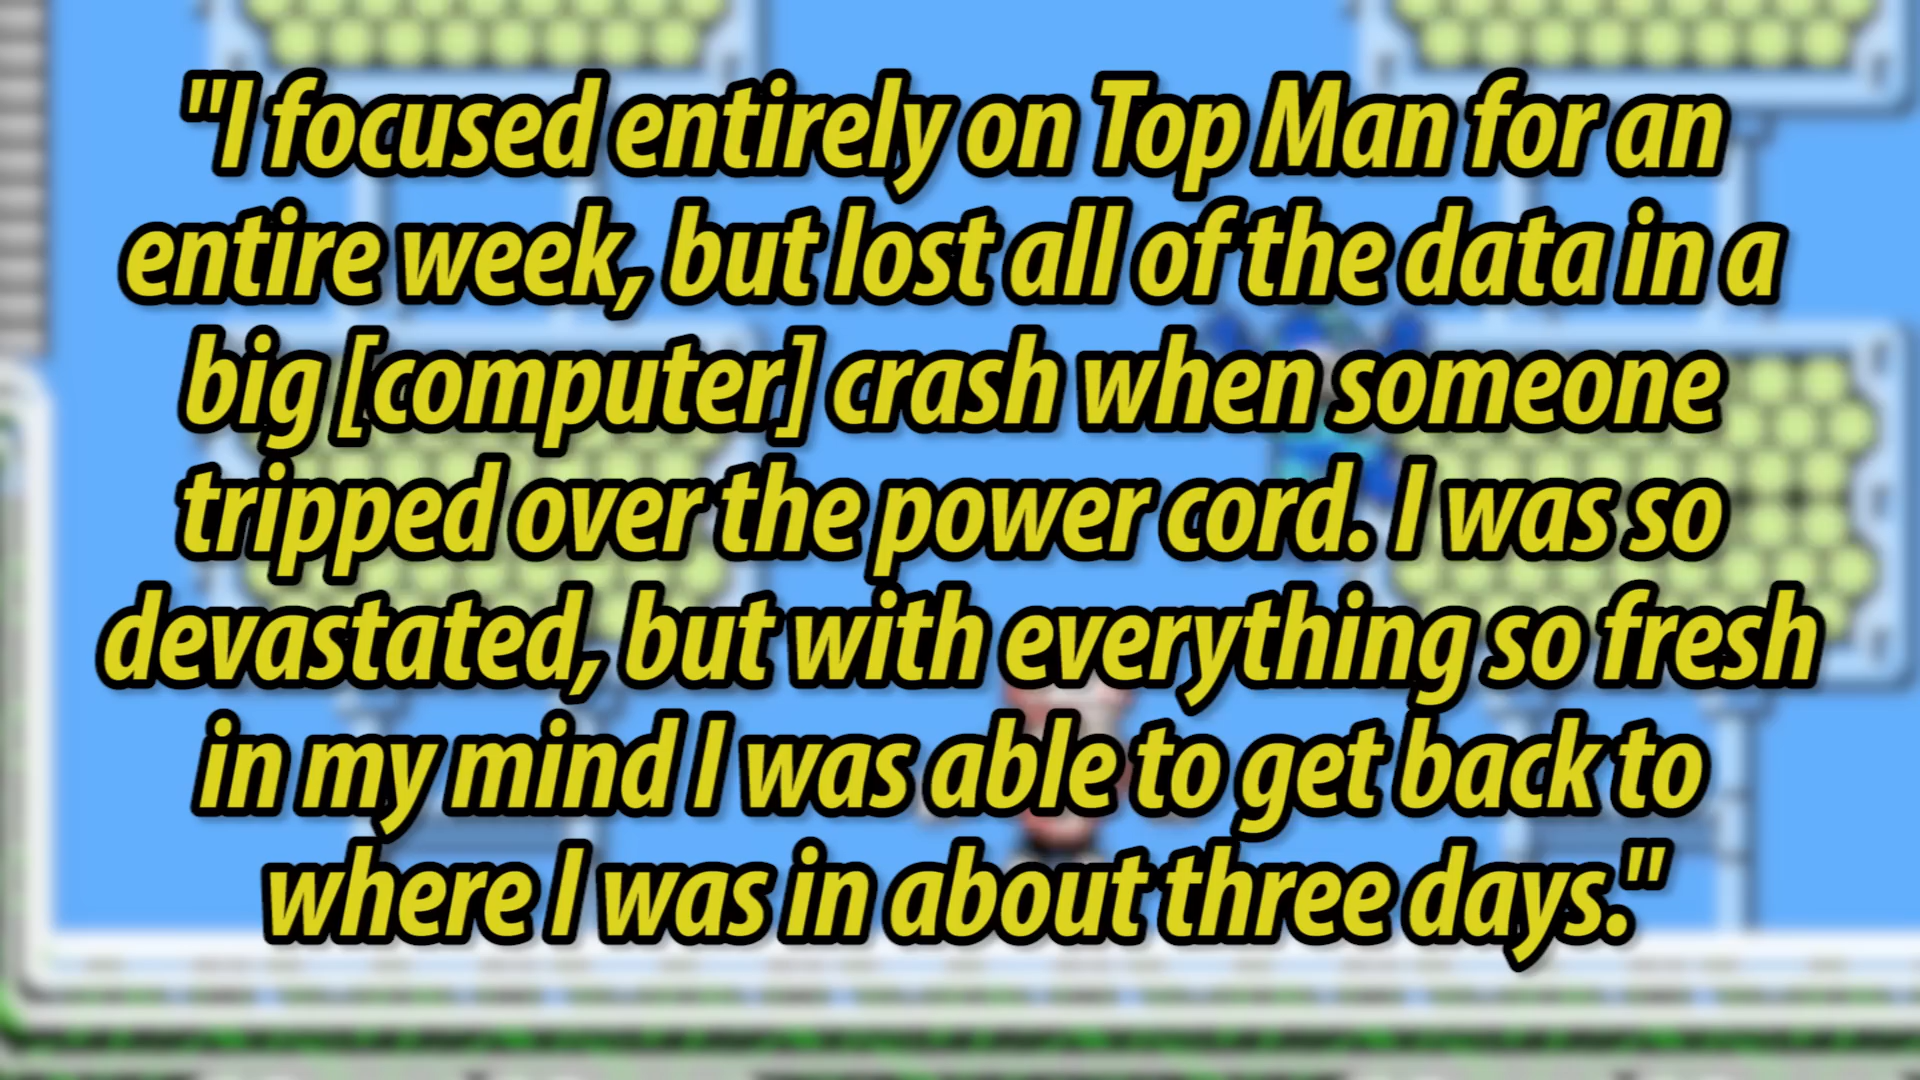 "I focused entirely on Top Man for an
entire week, but lost all of the data in a
big [computer] crash when someone
tripped over the power cord. I was so
devastated, but with everything so fresh
in my mind I was able to get back to
where I was in about three days."